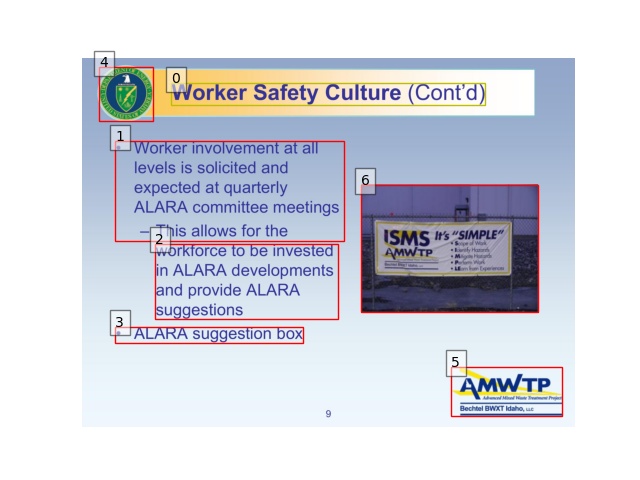 Worker Safety Culture (Cont'd)
• Worker involvement at all
levels is solicited and
expected at quarterly
ALARA committee meetings
– This allows for the
workforce to be invested
in ALARA developments
and provide ALARA
suggestions
• ALARA suggestion box
ISMS It's "SIMPLE"
AMWTP
• Scope of Work
• Identify Hazards
• Mitigate Hazards
• Perform Work
• LEarn from Experiences
AMWTP
Advanced Mixed Waste Treatment Project
Bechtel BWXT Idaho, LLC
9
0
1
2
3
4
5
6